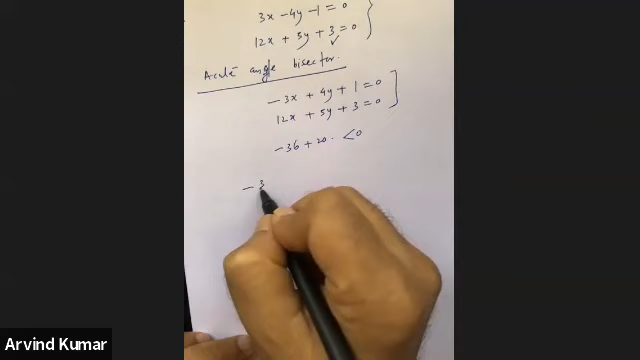 3x - 4y - 1 = 0
12x + 5y + 3 = 0
Acute angle bisector.
- 3x + 4y + 1 = 0
12x + 5y + 3 = 0
- 36 + 20 < 0
- 3
Arvind Kumar